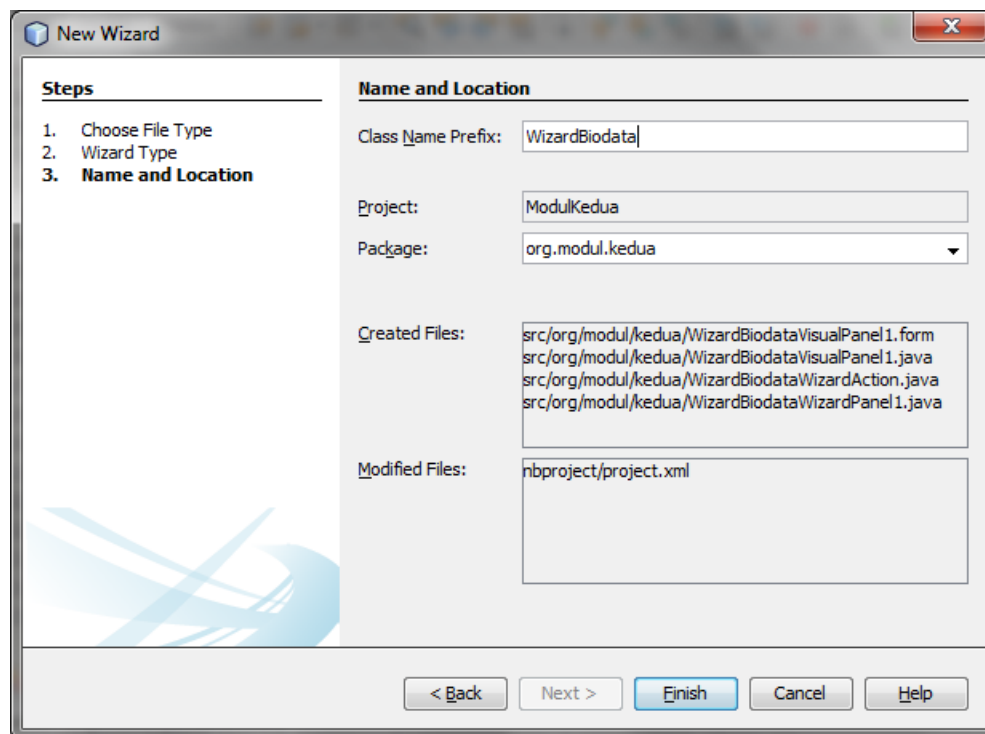 New Wizard
Steps
1. Choose File Type
2. Wizard Type
3. Name and Location
Name and Location
Class Name Prefix: WizardBiodata
Project: ModulKedua
Package: org.modul.kedua
Created Files:
src/org/modul/kedua/WizardBiodataVisualPanel1.form
src/org/modul/kedua/WizardBiodataVisualPanel1.java
src/org/modul/kedua/WizardBiodataWizardAction.java
src/org/modul/kedua/WizardBiodataWizardPanel1.java
Modified Files: nbproject/project.xml
< Back Next > Finish Cancel Help